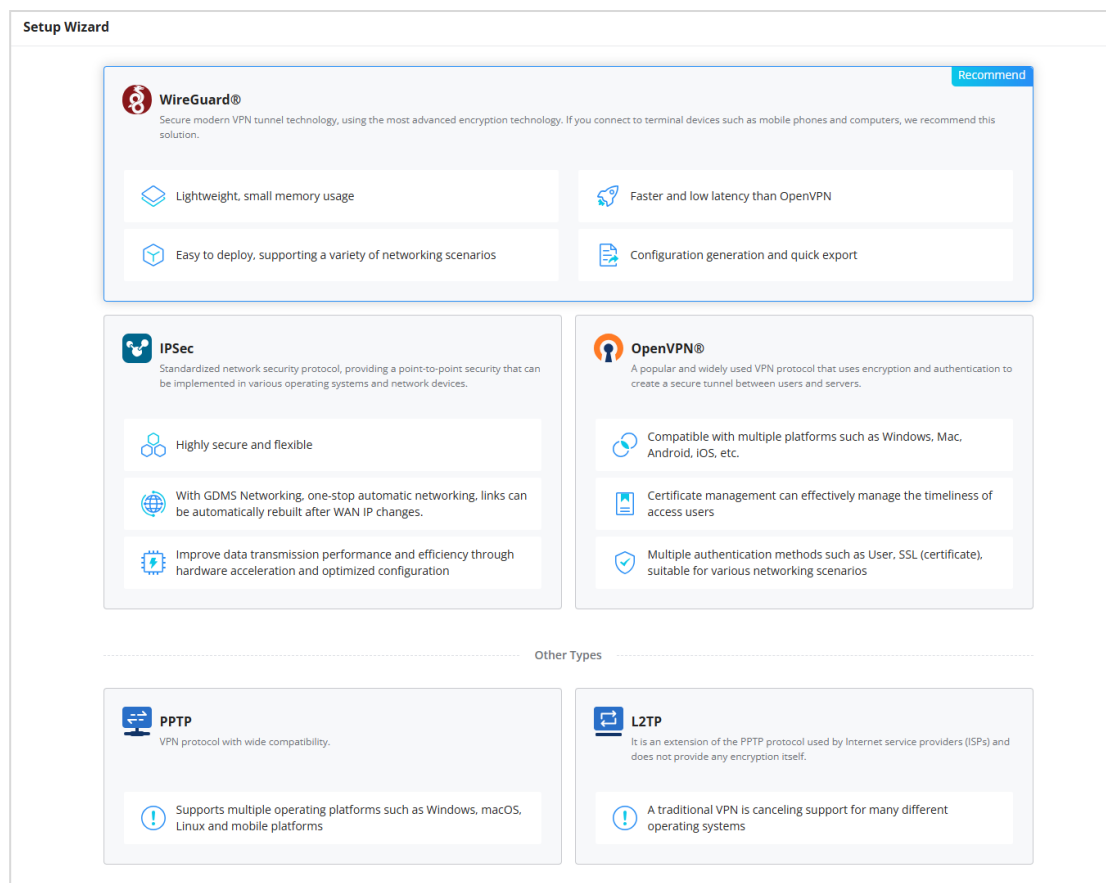 Setup Wizard
Recommend
WireGuard®
Secure modern VPN tunnel technology, using the most advanced encryption technology. If you connect to terminal devices such as mobile phones and computers, we recommend this
solution.
Lightweight, small memory usage
Faster and low latency than OpenVPN
Easy to deploy, supporting a variety of networking scenarios
Configuration generation and quick export
IPSec
Standardized network security protocol, providing a point-to-point security that can
be implemented in various operating systems and network devices.
Highly secure and flexible
With GDMS Networking, one-stop automatic networking, links can
be automatically rebuilt after WAN IP changes.
Improve data transmission performance and efficiency through
hardware acceleration and optimized configuration
OpenVPN®
A popular and widely used VPN protocol that uses encryption and authentication to
create a secure tunnel between users and servers.
Compatible with multiple platforms such as Windows, Mac,
Android, iOS, etc.
Certificate management can effectively manage the timeliness of
access users
Multiple authentication methods such as User, SSL (certificate),
suitable for various networking scenarios
Other Types
PPTP
VPN protocol with wide compatibility.
Supports multiple operating platforms such as Windows, macOS,
Linux and mobile platforms
L2TP
It is an extension of the PPTP protocol used by Internet service providers (ISPs) and
does not provide any encryption itself.
A traditional VPN is canceling support for many different
operating systems